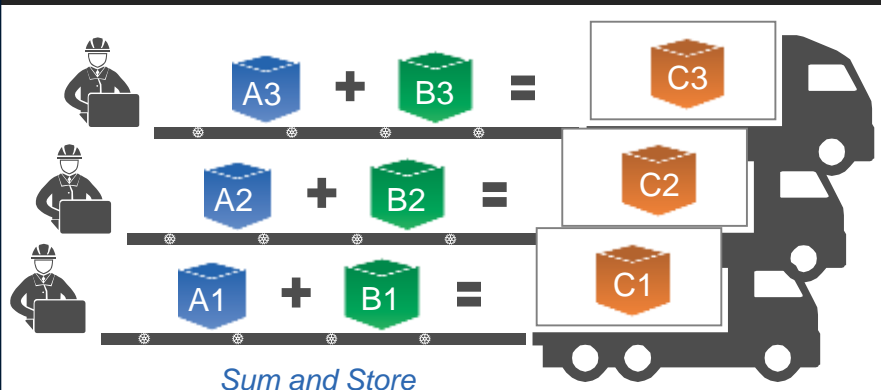 A3 + B3 = C3
A2 + B2 = C2
A1 + B1 = C1
Sum and Store